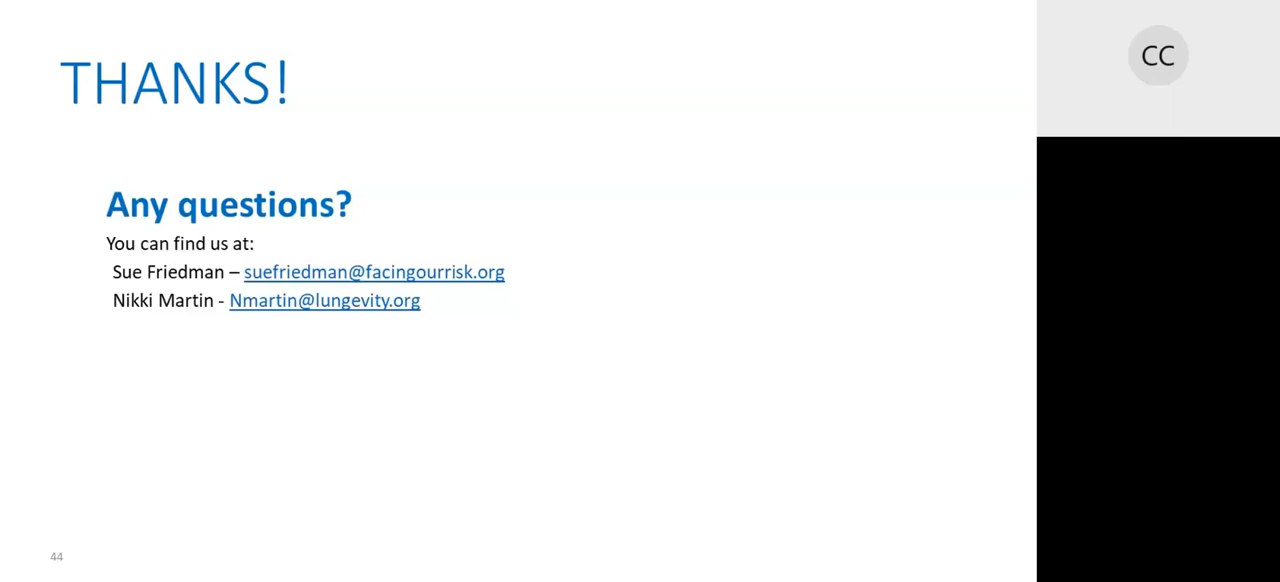 THANKS!
CC
Any questions?
You can find us at:
Sue Friedman – suefriedman@facingourrisk.org
Nikki Martin - Nmartin@lungevity.org
44